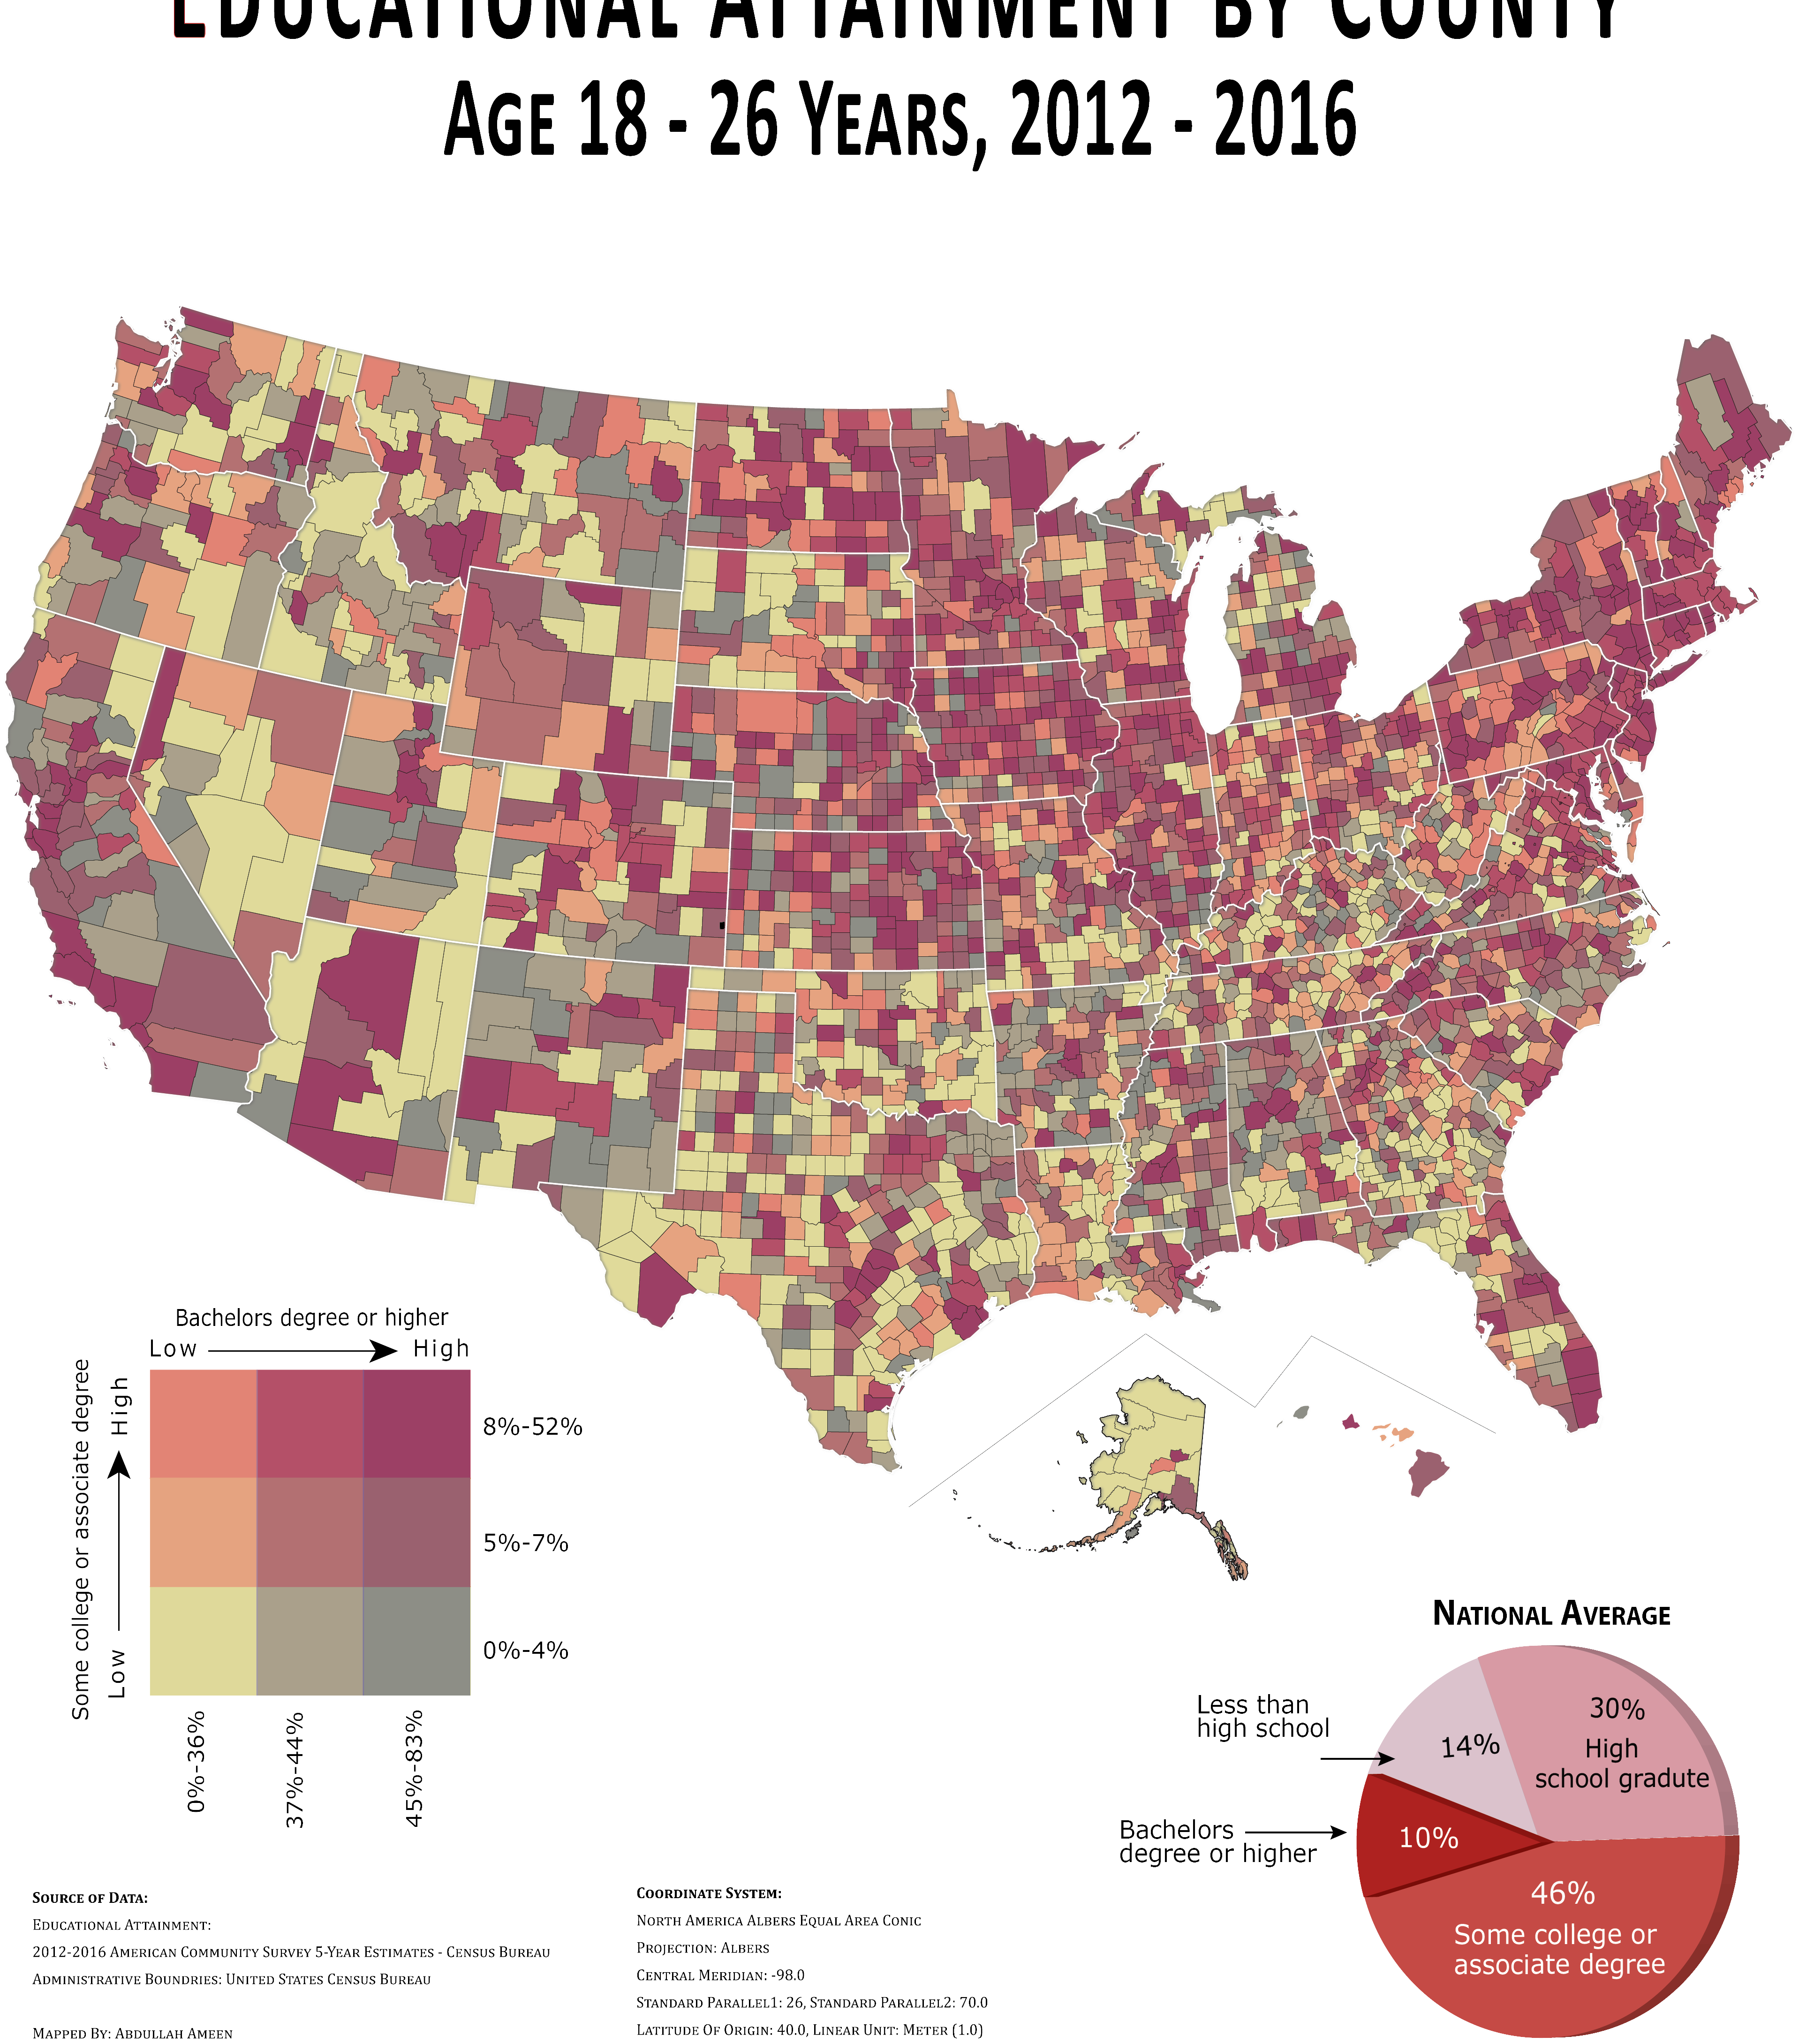 EDUCATIONAL ATTAINMENT BY COUNTY
AGE 18 - 26 YEARS, 2012 - 2016
Bachelors degree or higher
Low High
Some college or associate degree
Low High
8%-52%
5%-7%
0%-4%
0%-36%
37%-44%
45%-83%
NATIONAL AVERAGE
Less than
high school
14%
30%
High
school gradute
Bachelors
degree or higher
10%
46%
Some college or
associate degree
SOURCE OF DATA:
EDUCATIONAL ATTAINMENT:
2012-2016 AMERICAN COMMUNITY SURVEY 5-YEAR ESTIMATES - CENSUS BUREAU
ADMINISTRATIVE BOUNDRIES: UNITED STATES CENSUS BUREAU
MAPPED BY: ABDULLAH AMEEN
COORDINATE SYSTEM:
NORTH AMERICA ALBERS EQUAL AREA CONIC
PROJECTION: ALBERS
CENTRAL MERIDIAN: -98.0
STANDARD PARALLEL1: 26, STANDARD PARALLEL2: 70.0
LATITUDE OF ORIGIN: 40.0, LINEAR UNIT: METER (1.0)